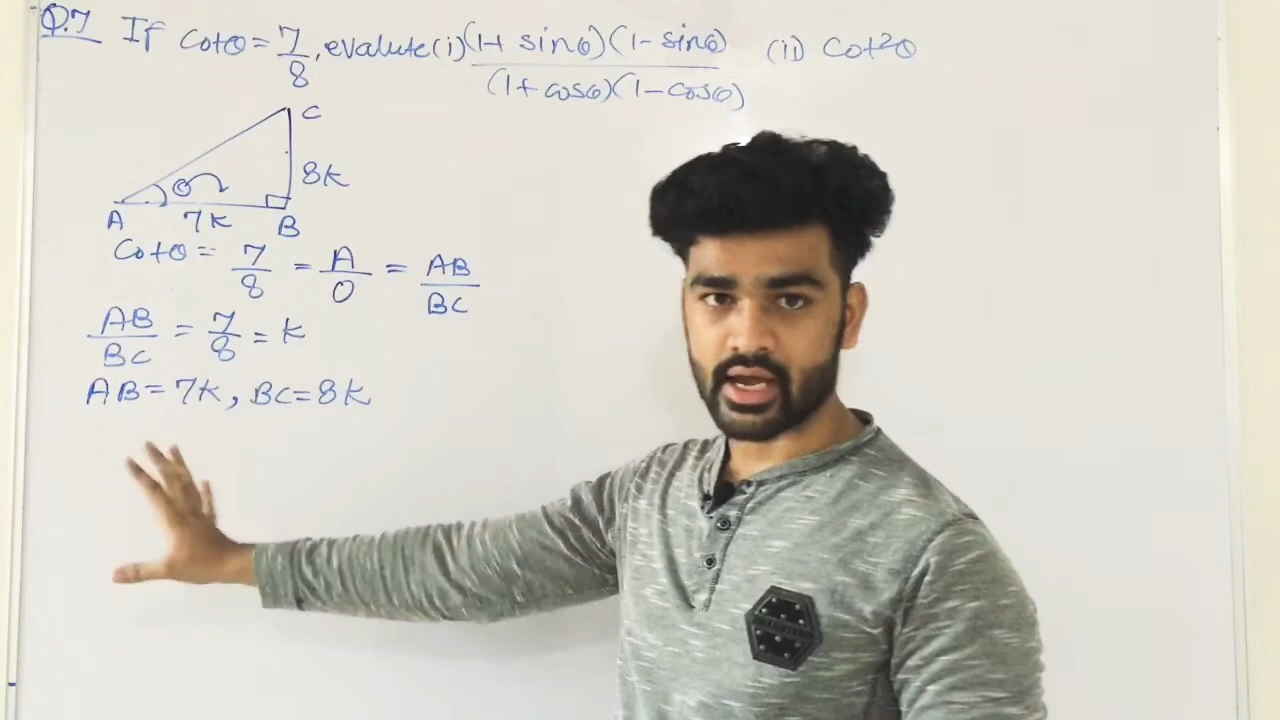 Q.7 If Cotθ = 7/8, evalute (i) (1+ sinθ)(1- sinθ)/(1+cosθ)(1-cosθ) (ii) Cot²θ
C
θ
8K
A 7K B
Cotθ = 7/8 = A/O = AB/BC
AB/BC = 7/8 = K
AB = 7K, BC = 8K